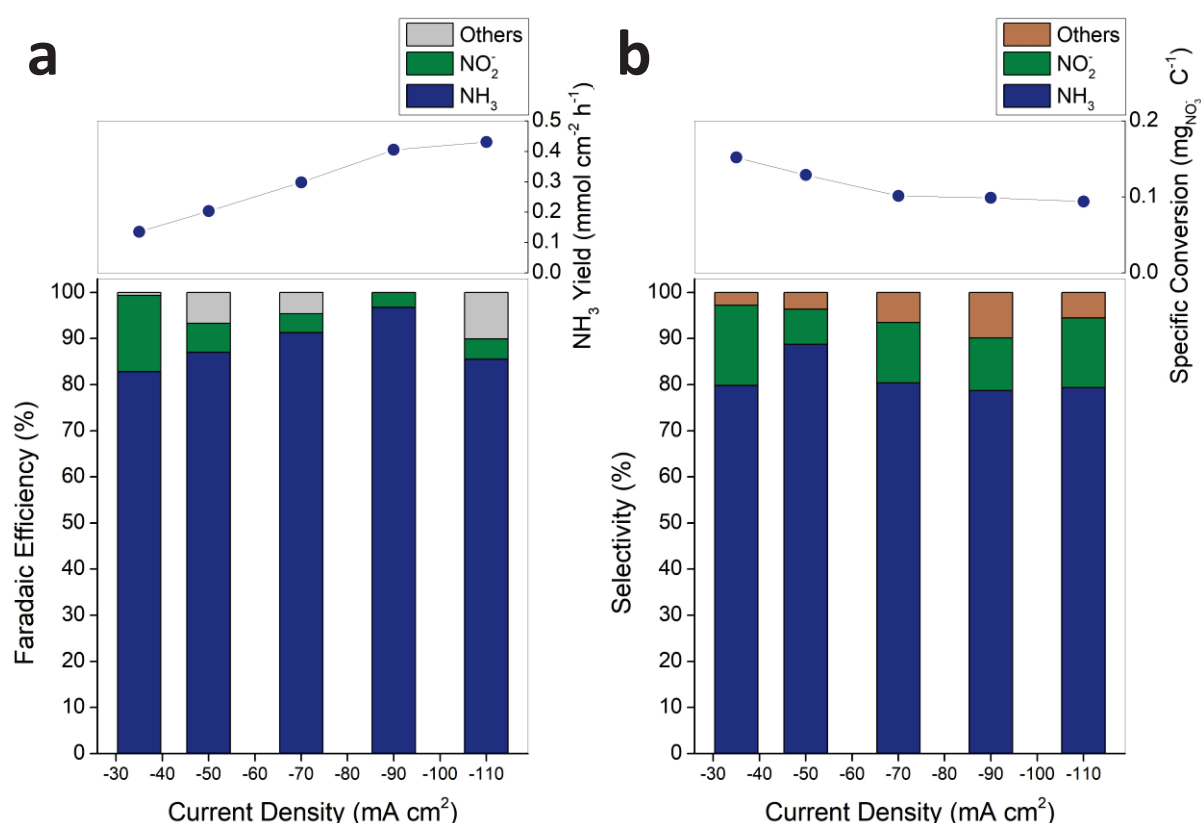 a
Others
NO₂⁻
NH₃
0.5
0.4
0.3
0.2
0.1
0.0
NH₃ Yield (mmol cm⁻² h⁻¹)
100
90
80
70
60
50
40
30
20
10
0
Faradaic Efficiency (%)
-30 -40 -50 -60 -70 -80 -90 -100 -110
Current Density (mA cm²)
b
Others
NO₂⁻
NH₃
0.2
0.1
0.0
Specific Conversion (mg NO₃⁻ C⁻¹)
100
90
80
70
60
50
40
30
20
10
0
Selectivity (%)
-30 -40 -50 -60 -70 -80 -90 -100 -110
Current Density (mA cm²)